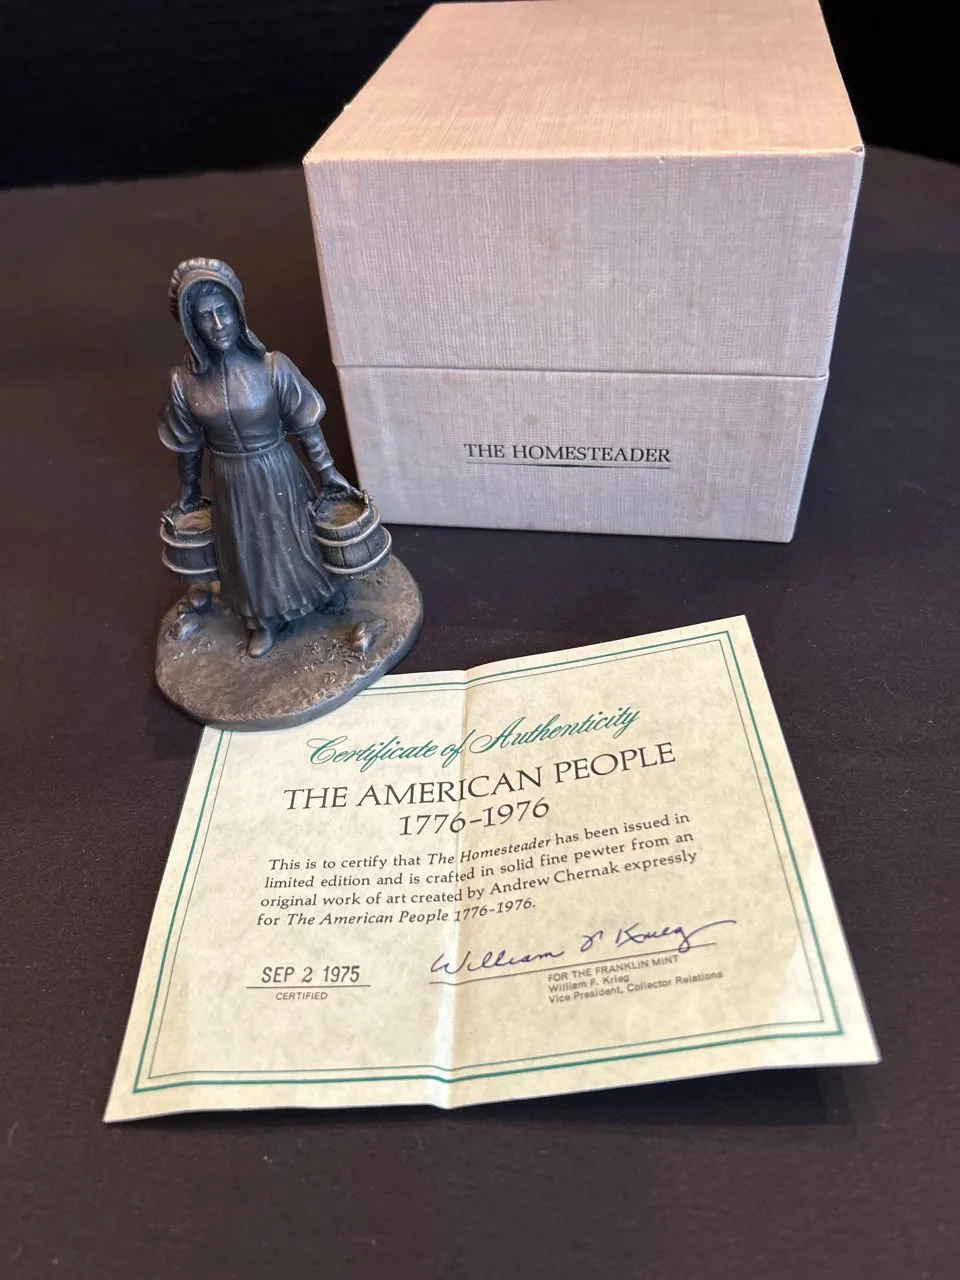 THE HOMESTEADER
Certificate of Authenticity
THE AMERICAN PEOPLE
1776-1976
This is to certify that The Homesteader has been issued in
limited edition and is crafted in solid fine pewter from an
original work of art created by Andrew Chernak expressly
for The American People 1776-1976.
William F Krieg
SEP 2 1975
CERTIFIED
FOR THE FRANKLIN MINT
William F. Krieg
Vice President, Collector Relations